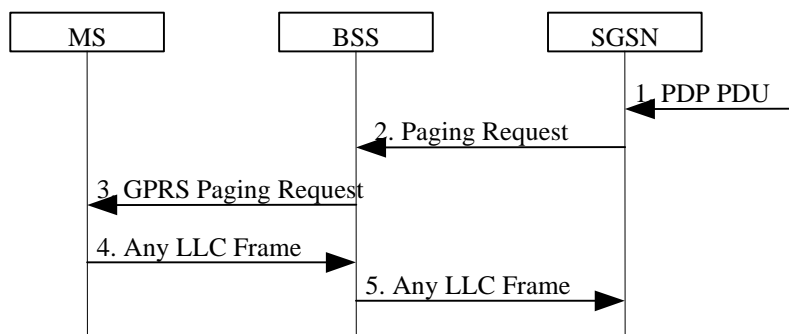 MS
BSS
SGSN
1. PDP PDU
2. Paging Request
3. GPRS Paging Request
4. Any LLC Frame
5. Any LLC Frame